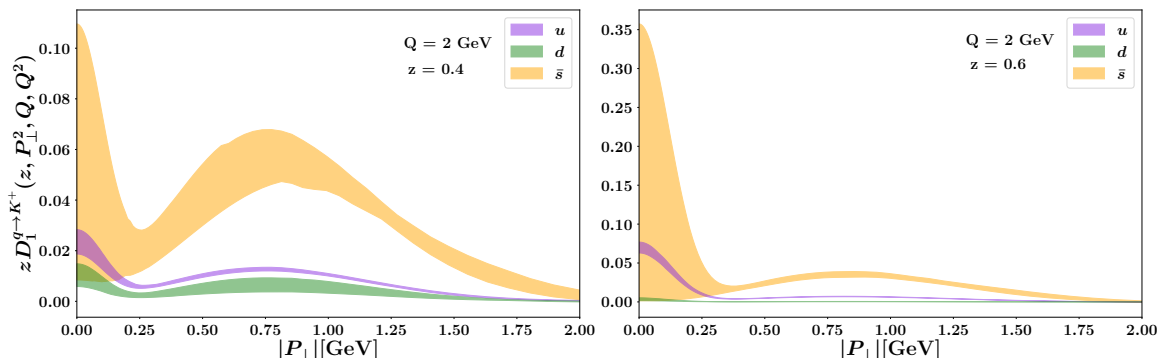 zD₁^{q→K⁺}(z, P²_⊥, Q, Q²)
0.10
0.08
0.06
0.04
0.02
0.00
Q = 2 GeV
z = 0.4
u
d
s̄
0.00 0.25 0.50 0.75 1.00 1.25 1.50 1.75 2.00
|P_⊥|[GeV]
0.35
0.30
0.25
0.20
0.15
0.10
0.05
0.00
Q = 2 GeV
z = 0.6
u
d
s̄
0.00 0.25 0.50 0.75 1.00 1.25 1.50 1.75 2.00
|P_⊥|[GeV]